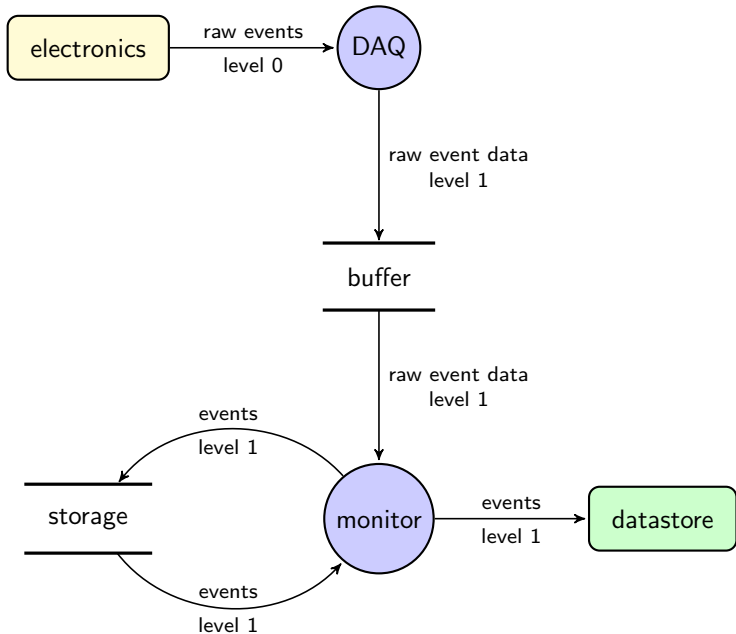 electronics
raw events
level 0
DAQ
raw event data
level 1
buffer
raw event data
level 1
events
level 1
storage
monitor
events
level 1
datastore
events
level 1